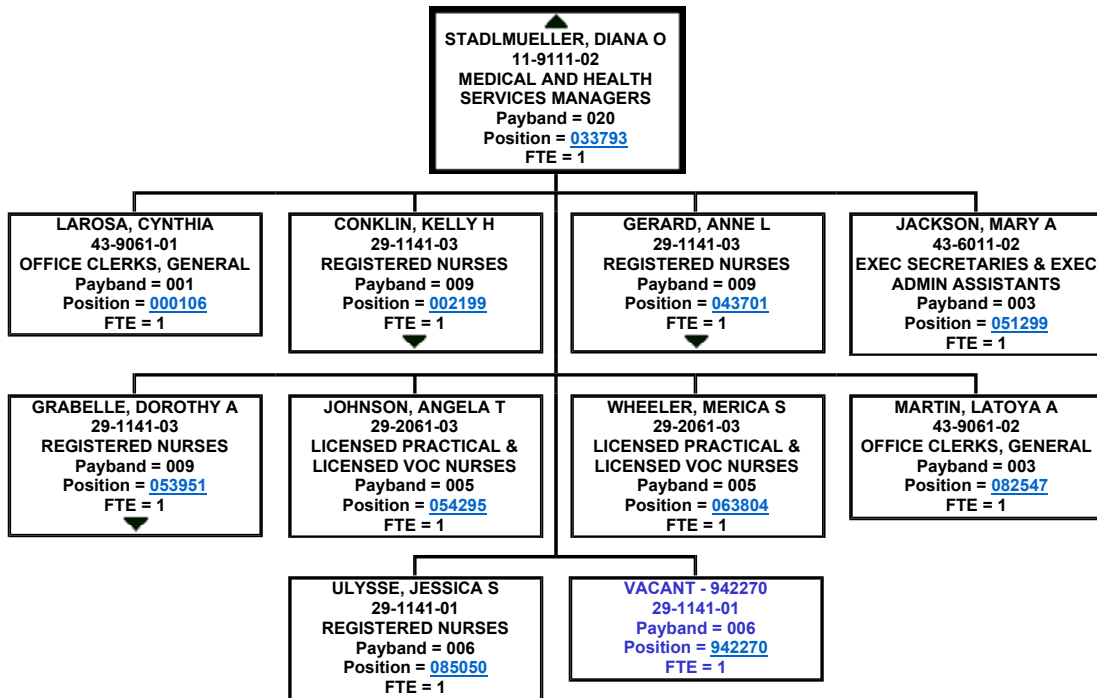 STADLMUELLER, DIANA O
11-9111-02
MEDICAL AND HEALTH
SERVICES MANAGERS
Payband = 020
Position = 033793
FTE = 1
LAROSA, CYNTHIA
43-9061-01
OFFICE CLERKS, GENERAL
Payband = 001
Position = 000106
FTE = 1
CONKLIN, KELLY H
29-1141-03
REGISTERED NURSES
Payband = 009
Position = 002199
FTE = 1
GERARD, ANNE L
29-1141-03
REGISTERED NURSES
Payband = 009
Position = 043701
FTE = 1
JACKSON, MARY A
43-6011-02
EXEC SECRETARIES & EXEC
ADMIN ASSISTANTS
Payband = 003
Position = 051299
FTE = 1
GRABELLE, DOROTHY A
29-1141-03
REGISTERED NURSES
Payband = 009
Position = 053951
FTE = 1
JOHNSON, ANGELA T
29-2061-03
LICENSED PRACTICAL &
LICENSED VOC NURSES
Payband = 005
Position = 054295
FTE = 1
WHEELER, MERICA S
29-2061-03
LICENSED PRACTICAL &
LICENSED VOC NURSES
Payband = 005
Position = 063804
FTE = 1
MARTIN, LATOYA A
43-9061-02
OFFICE CLERKS, GENERAL
Payband = 003
Position = 082547
FTE = 1
ULYSSE, JESSICA S
29-1141-01
REGISTERED NURSES
Payband = 006
Position = 085050
FTE = 1
VACANT - 942270
29-1141-01
Payband = 006
Position = 942270
FTE = 1